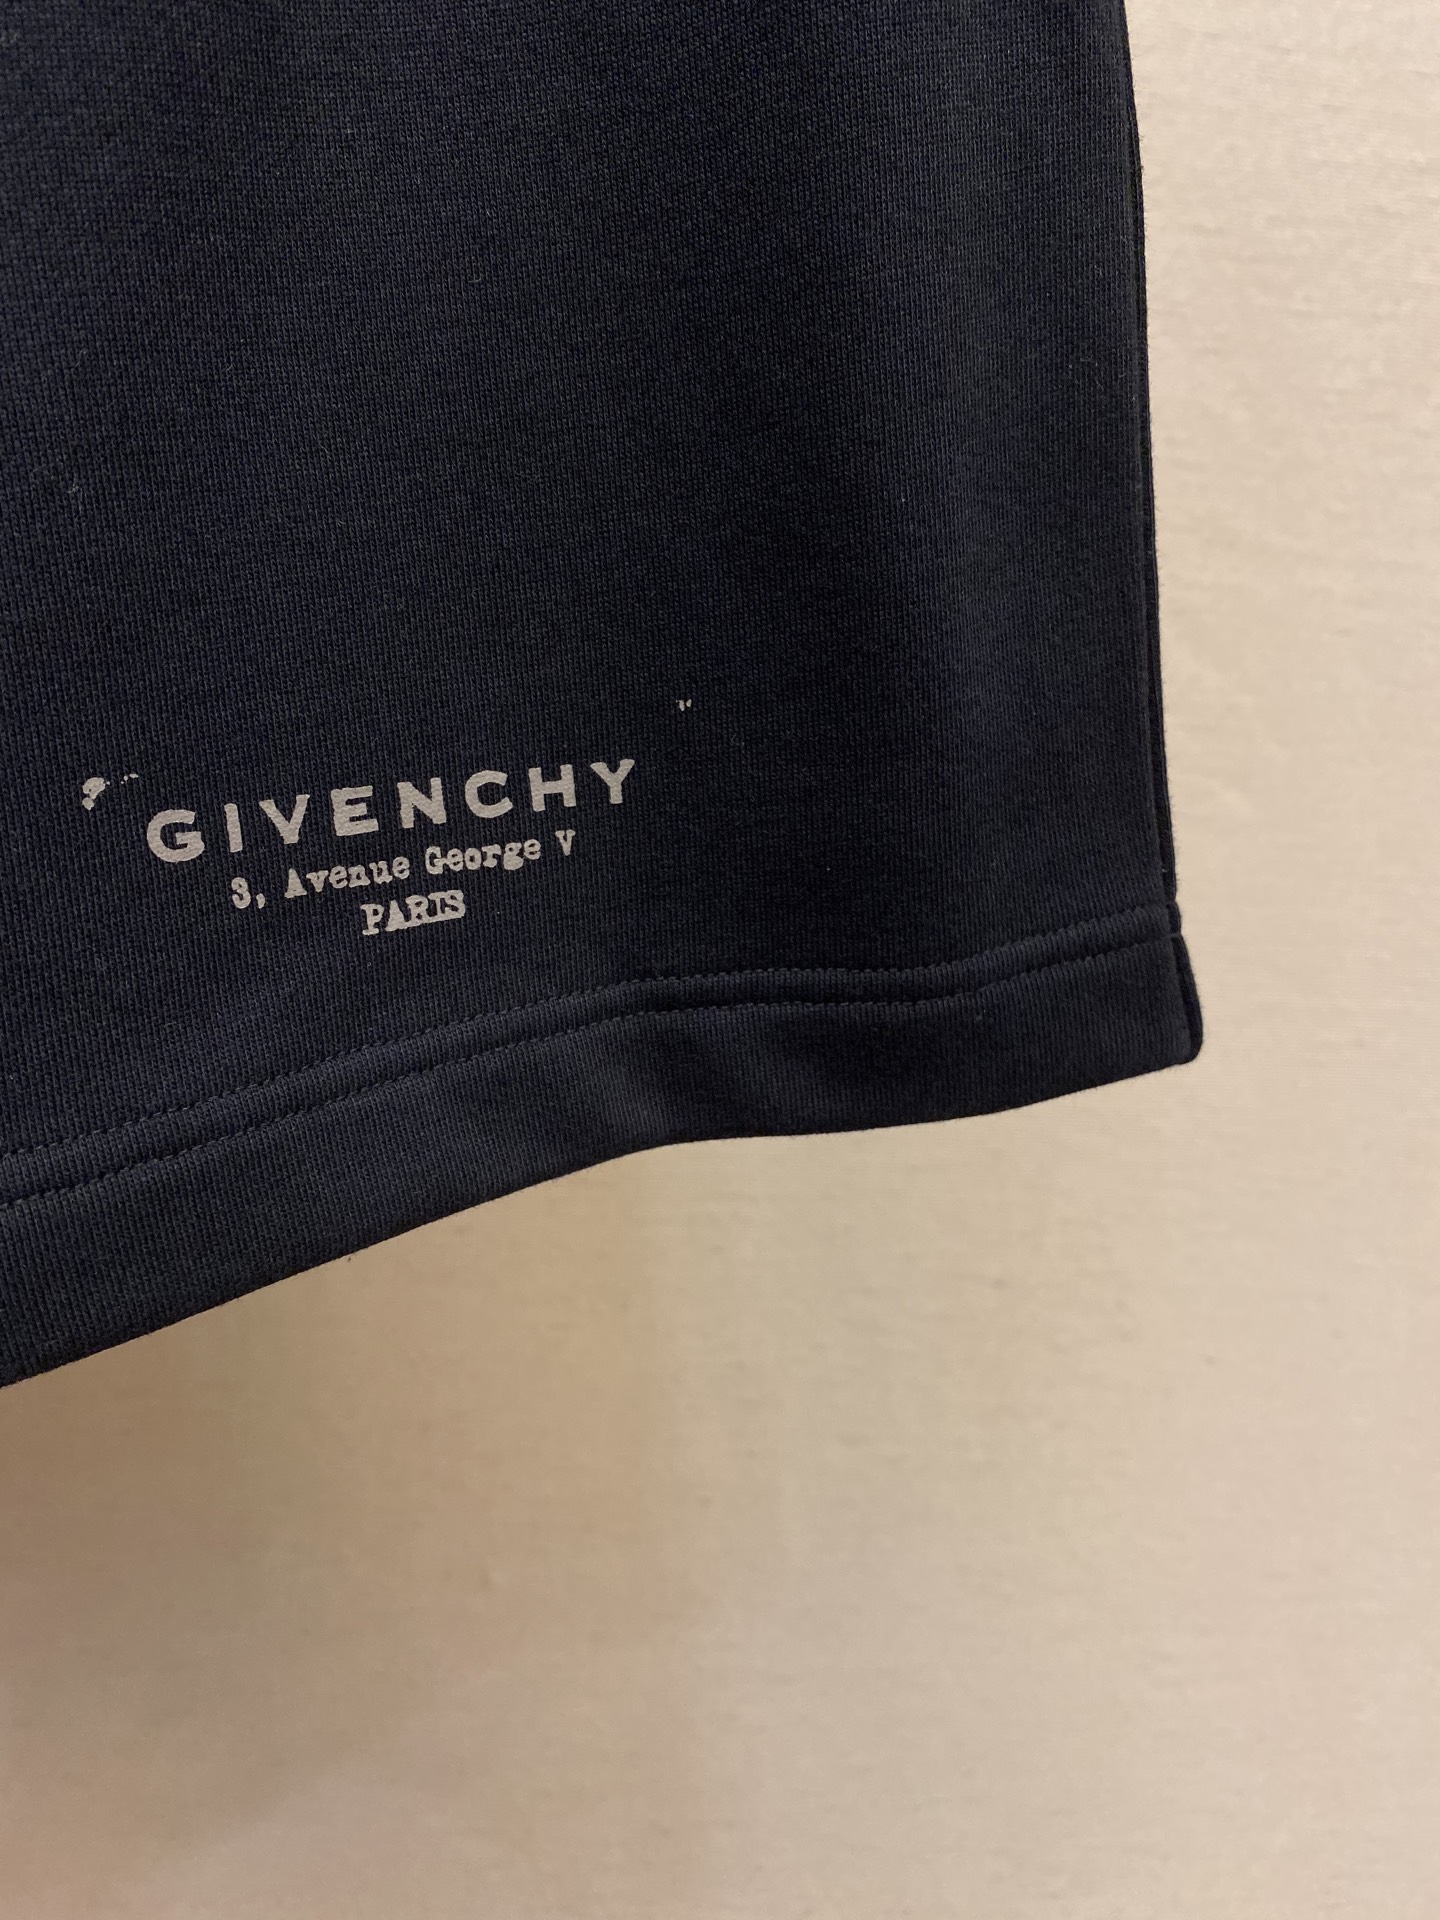 GIVENCHY
3, Avenue George V
PARIS